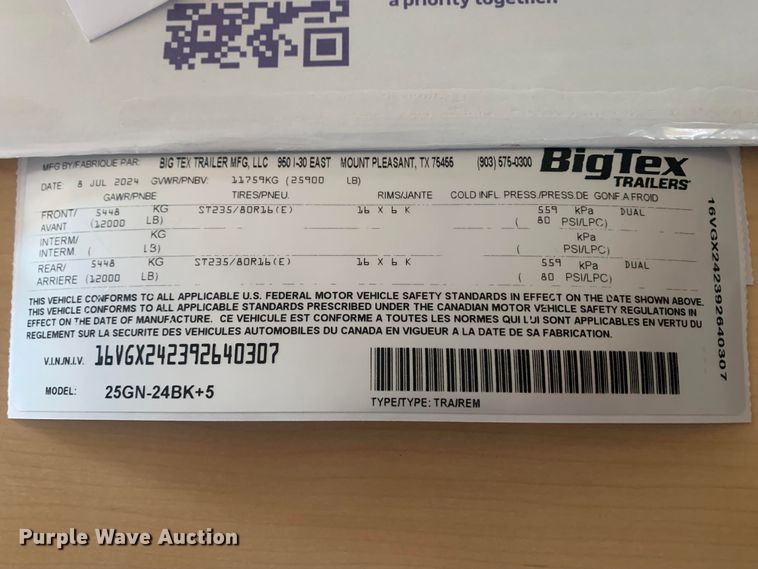 a priority together.
MFG BY/FABRIQUE PAR: BIG TEX TRAILER MFG, LLC 950 I-30 EAST MOUNT PLEASANT, TX 75455 (903) 575-0300 BigTex
TRAILERS
DATE: 8 JUL 2024 GVWR/PNBV: 11759KG (25900 LB)
GAWR/PNBE TIRES/PNEU. RIMS/JANTE COLD INFL. PRESS./PRESS.DE GONF.A FROID
FRONT/ 5448 KG ST235/80R16(E) 16 X 6 K 559 kPa DUAL
AVANT (12000 LB) ( 80 PSI/LPC)
INTERM/ KG kPa
INTERM. ( LB) ( PSI/LPC)
REAR/ 5448 KG ST235/80R16(E) 16 X 6 K 559 kPa DUAL
ARRIERE (12000 LB) ( 80 PSI/LPC)
THIS VEHICLE CONFORMS TO ALL APPLICABLE U.S. FEDERAL MOTOR VEHICLE SAFETY STANDARDS IN EFFECT ON THE DATE SHOWN ABOVE.
THIS VEHICLE CONFORMS TO ALL APPLICABLE STANDARDS PRESCRIBED UNDER THE CANADIAN MOTOR VEHICLE SAFETY REGULATIONS IN
EFFECT ON THE DATE OF MANUFACTURE. CE VEHICULE EST CONFORME A TOUTES LES NORMES QUI LUI SONT APPLICABLES EN VERTU DU
REGLEMENT SUR LA SECURITE DES VEHICULES AUTOMOBILES DU CANADA EN VIGUEUR A LA DATE DE SA FABRICATION.
V.I.N./N.I.V. 16VGX242392640307
MODEL: 25GN-24BK+5
TYPE/TYPE: TRA/REM
16VGX242392640307
Purple Wave Auction